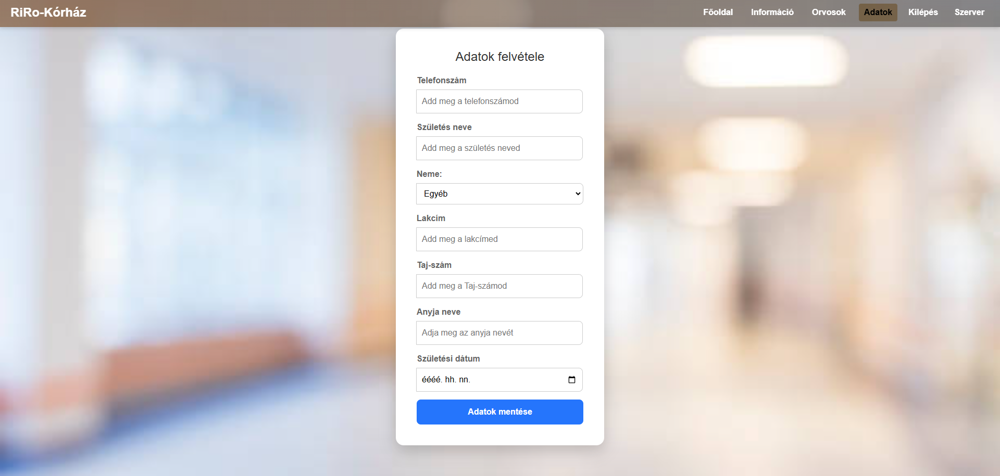 RiRo-Kórház
Főoldal Információ Orvosok Adatok Kilépés Szerver
Adatok felvétele
Telefonszám
Add meg a telefonszámod
Születés neve
Add meg a születés neved
Neme:
Egyéb
Lakcím
Add meg a lakcímed
Taj-szám
Add meg a Taj-számod
Anyja neve
Adja meg az anyja nevét
Születési dátum
éééé. hh. nn.
Adatok mentése